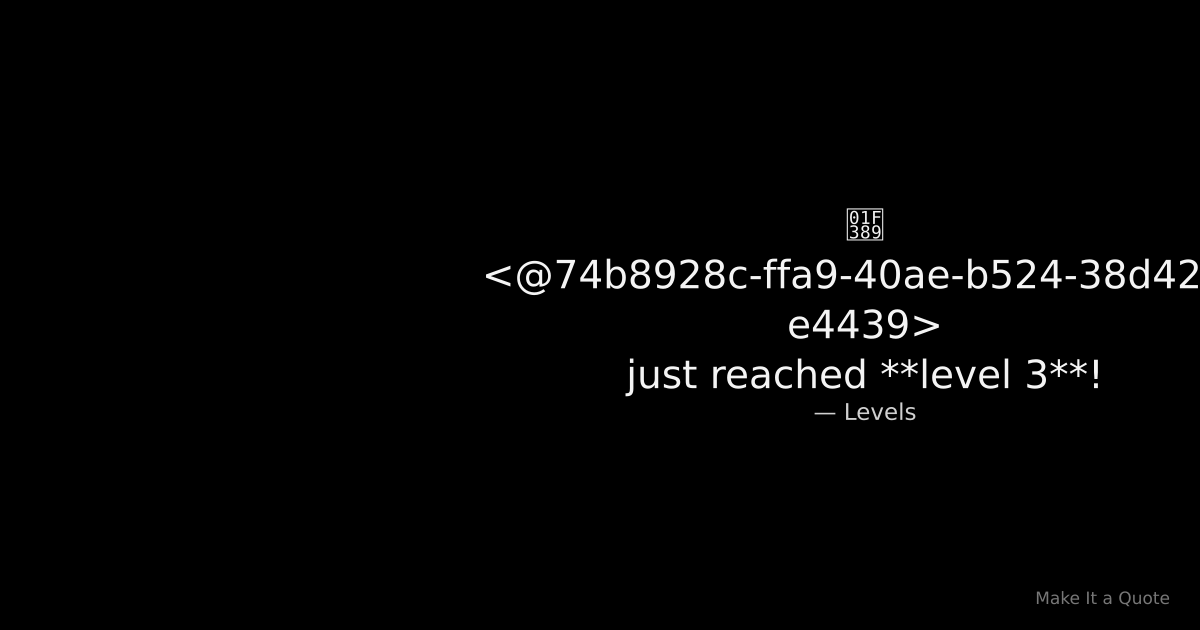 🎉
<@74b8928c-ffa9-40ae-b524-38d42
e4439>
just reached **level 3**!
— Levels
Make It a Quote